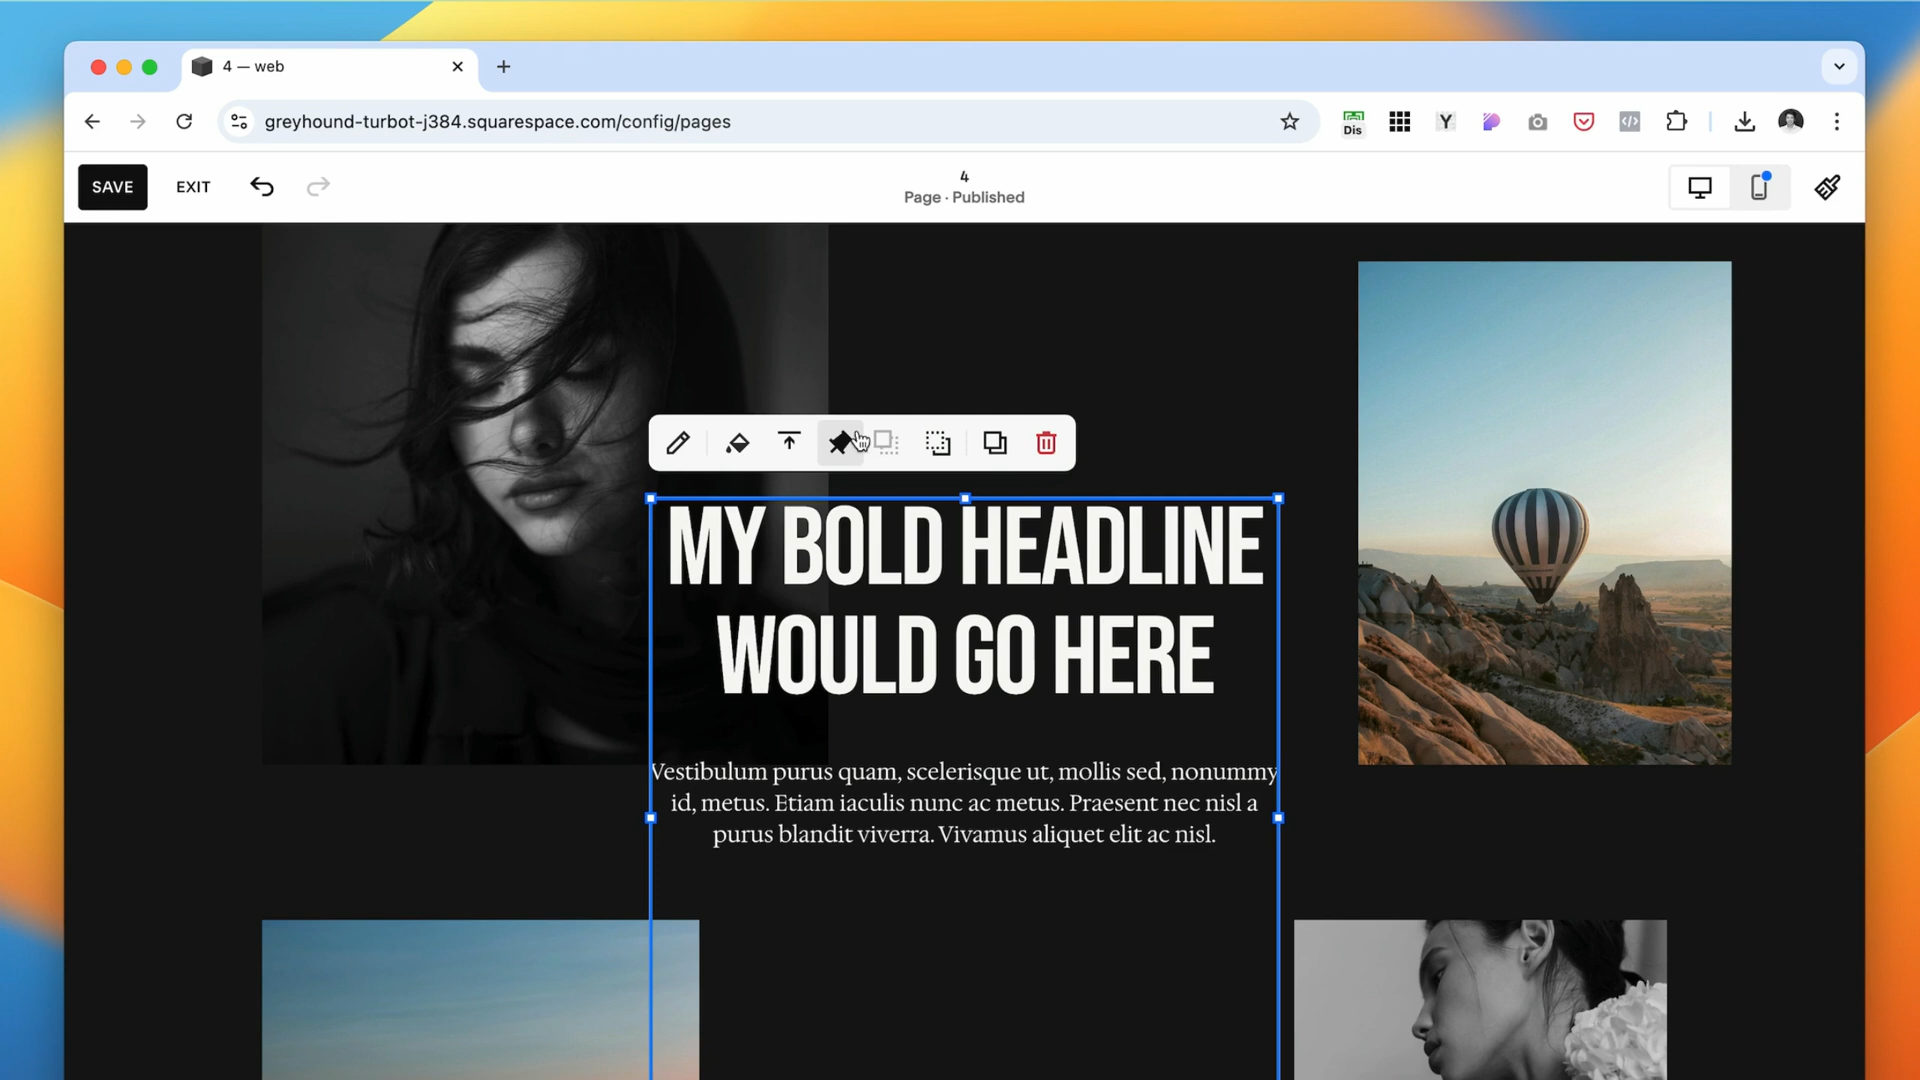 4 — web
greyhound-turbot-j384.squarespace.com/config/pages
Dis
Y
SAVE
EXIT
4
Page · Published
MY BOLD HEADLINE
WOULD GO HERE
Vestibulum purus quam, scelerisque ut, mollis sed, nonummy
id, metus. Etiam iaculis nunc ac metus. Praesent nec nisl a
purus blandit viverra. Vivamus aliquet elit ac nisl.